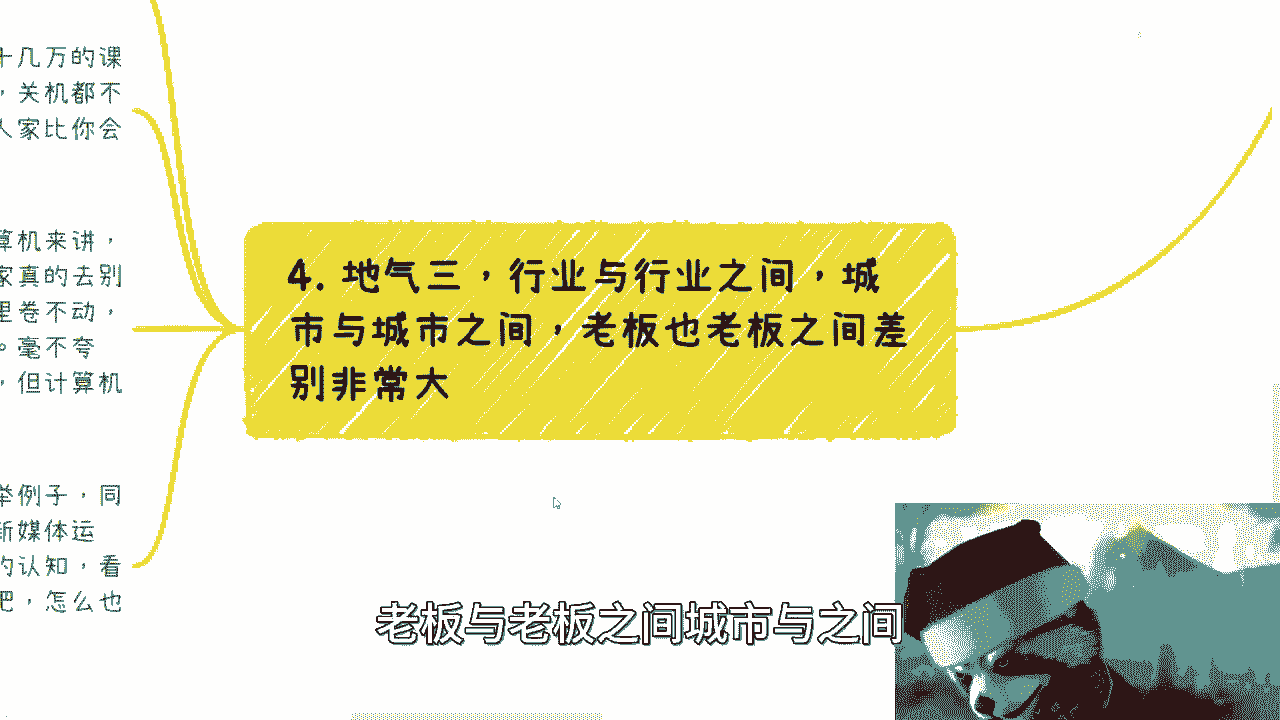 十几万的课
，关机都不
人家比你会
算机来讲，
家真的去别
里卷不动，
。毫不夸
，但计算机
举例子，同
新媒体运
的认知，看
吧，怎么也
4. 地气三，行业与行业之间，城
市与城市之间，老板也老板之间差
别非常大
老板与老板之间城市与之间